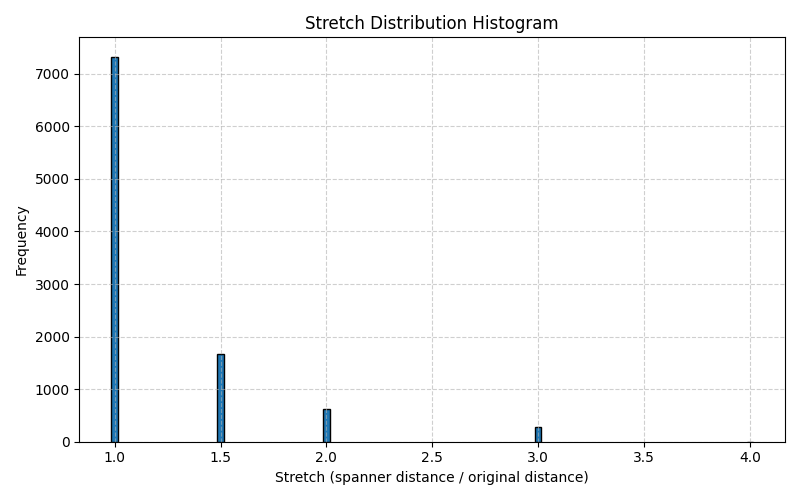 Stretch Distribution Histogram
Frequency
7000
6000
5000
4000
3000
2000
1000
0
1.0 1.5 2.0 2.5 3.0 3.5 4.0
Stretch (spanner distance / original distance)